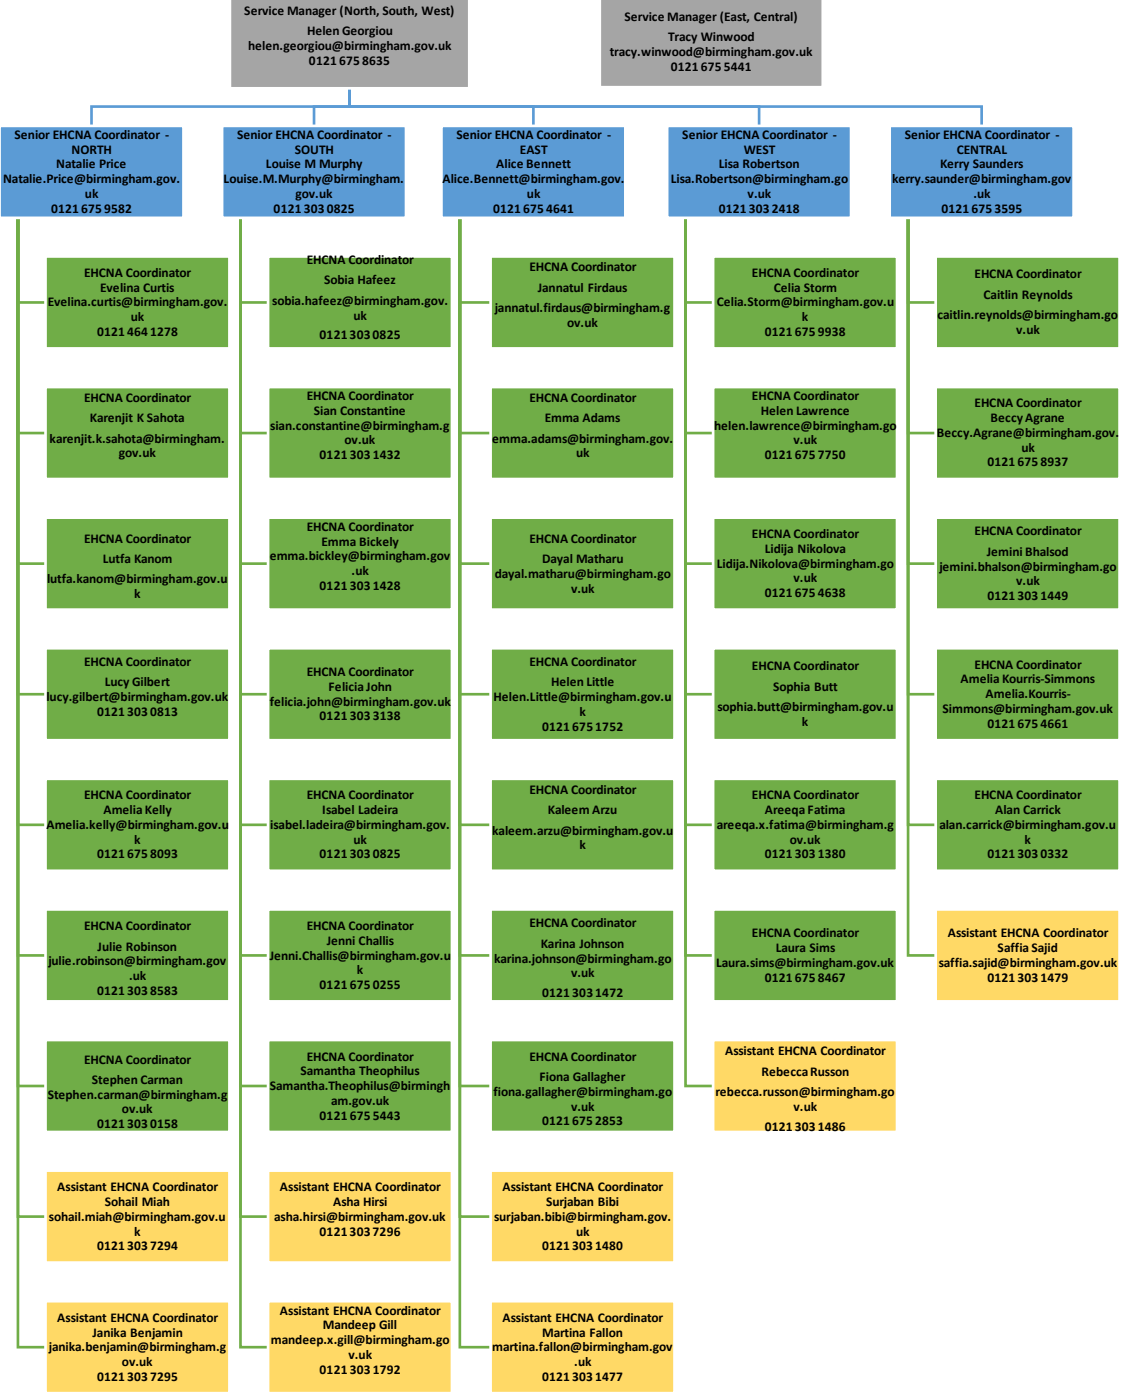 Service Manager (North, South, West)
Helen Georgiou
helen.georgiou@birmingham.gov.uk
0121 675 8635
Service Manager (East, Central)
Tracy Winwood
tracy.winwood@birmingham.gov.uk
0121 675 5441
Senior EHCNA Coordinator -
NORTH
Natalie Price
Natalie.Price@birmingham.gov.
uk
0121 675 9582
Senior EHCNA Coordinator -
SOUTH
Louise M Murphy
Louise.M.Murphy@birmingham.
gov.uk
0121 303 0825
Senior EHCNA Coordinator -
EAST
Alice Bennett
Alice.Bennett@birmingham.gov.
uk
0121 675 4641
Senior EHCNA Coordinator -
WEST
Lisa Robertson
Lisa.Robertson@birmingham.go
v.uk
0121 303 2418
Senior EHCNA Coordinator -
CENTRAL
Kerry Saunders
kerry.saunder@birmingham.gov
.uk
0121 675 3595
EHCNA Coordinator
Evelina Curtis
Evelina.curtis@birmingham.gov.
uk
0121 464 1278
EHCNA Coordinator
Sobia Hafeez
sobia.hafeez@birmingham.gov.
uk
0121 303 0825
EHCNA Coordinator
Jannatul Firdaus
jannatul.firdaus@birmingham.g
ov.uk
EHCNA Coordinator
Celia Storm
Celia.Storm@birmingham.gov.u
k
0121 675 9938
EHCNA Coordinator
Caitlin Reynolds
caitlin.reynolds@birmingham.go
v.uk
EHCNA Coordinator
Karenjit K Sahota
karenjit.k.sahota@birmingham.
gov.uk
EHCNA Coordinator
Sian Constantine
sian.constantine@birmingham.g
ov.uk
0121 303 1432
EHCNA Coordinator
Emma Adams
emma.adams@birmingham.gov.
uk
EHCNA Coordinator
Helen Lawrence
helen.lawrence@birmingham.go
v.uk
0121 675 7750
EHCNA Coordinator
Beccy Agrane
Beccy.Agrane@birmingham.gov.
uk
0121 675 8937
EHCNA Coordinator
Lutfa Kanom
lutfa.kanom@birmingham.gov.u
k
EHCNA Coordinator
Emma Bickely
emma.bickley@birmingham.gov
.uk
0121 303 1428
EHCNA Coordinator
Dayal Matharu
dayal.matharu@birmingham.go
v.uk
EHCNA Coordinator
Lidija Nikolova
Lidija.Nikolova@birmingham.go
v.uk
0121 675 4638
EHCNA Coordinator
Jemini Bhalsod
jemini.bhalson@birmingham.go
v.uk
0121 303 1449
EHCNA Coordinator
Lucy Gilbert
lucy.gilbert@birmingham.gov.uk
0121 303 0813
EHCNA Coordinator
Felicia John
felicia.john@birmingham.gov.uk
0121 303 3138
EHCNA Coordinator
Helen Little
Helen.Little@birmingham.gov.u
k
0121 675 1752
EHCNA Coordinator
Sophia Butt
sophia.butt@birmingham.gov.u
k
EHCNA Coordinator
Amelia Kourris-Simmons
Amelia.Kourris-
Simmons@birmingham.gov.uk
0121 675 4661
EHCNA Coordinator
Amelia Kelly
Amelia.kelly@birmingham.gov.u
k
0121 675 8093
EHCNA Coordinator
Isabel Ladeira
isabel.ladeira@birmingham.gov.
uk
0121 303 0825
EHCNA Coordinator
Kaleem Arzu
kaleem.arzu@birmingham.gov.u
k
EHCNA Coordinator
Areeqa Fatima
areeqa.x.fatima@birmingham.g
ov.uk
0121 303 1380
EHCNA Coordinator
Alan Carrick
alan.carrick@birmingham.gov.u
k
0121 303 0332
EHCNA Coordinator
Julie Robinson
julie.robinson@birmingham.gov
.uk
0121 303 8583
EHCNA Coordinator
Jenni Challis
Jenni.Challis@birmingham.gov.u
k
0121 675 0255
EHCNA Coordinator
Karina Johnson
karina.johnson@birmingham.go
v.uk
0121 303 1472
EHCNA Coordinator
Laura Sims
Laura.sims@birmingham.gov.uk
0121 675 8467
Assistant EHCNA Coordinator
Saffia Sajid
saffia.sajid@birmingham.gov.uk
0121 303 1479
EHCNA Coordinator
Stephen Carman
Stephen.carman@birmingham.g
ov.uk
0121 303 0158
EHCNA Coordinator
Samantha Theophilus
Samantha.Theophilus@birmingh
am.gov.uk
0121 675 5443
EHCNA Coordinator
Fiona Gallagher
fiona.gallagher@birmingham.go
v.uk
0121 675 2853
Assistant EHCNA Coordinator
Rebecca Russon
rebecca.russon@birmingham.go
v.uk
0121 303 1486
Assistant EHCNA Coordinator
Sohail Miah
sohail.miah@birmingham.gov.u
k
0121 303 7294
Assistant EHCNA Coordinator
Asha Hirsi
asha.hirsi@birmingham.gov.uk
0121 303 7296
Assistant EHCNA Coordinator
Surjaban Bibi
surjaban.bibi@birmingham.gov.
uk
0121 303 1480
Assistant EHCNA Coordinator
Janika Benjamin
janika.benjamin@birmingham.g
ov.uk
0121 303 7295
Assistant EHCNA Coordinator
Mandeep Gill
mandeep.x.gill@birmingham.go
v.uk
0121 303 1792
Assistant EHCNA Coordinator
Martina Fallon
martina.fallon@birmingham.gov
.uk
0121 303 1477